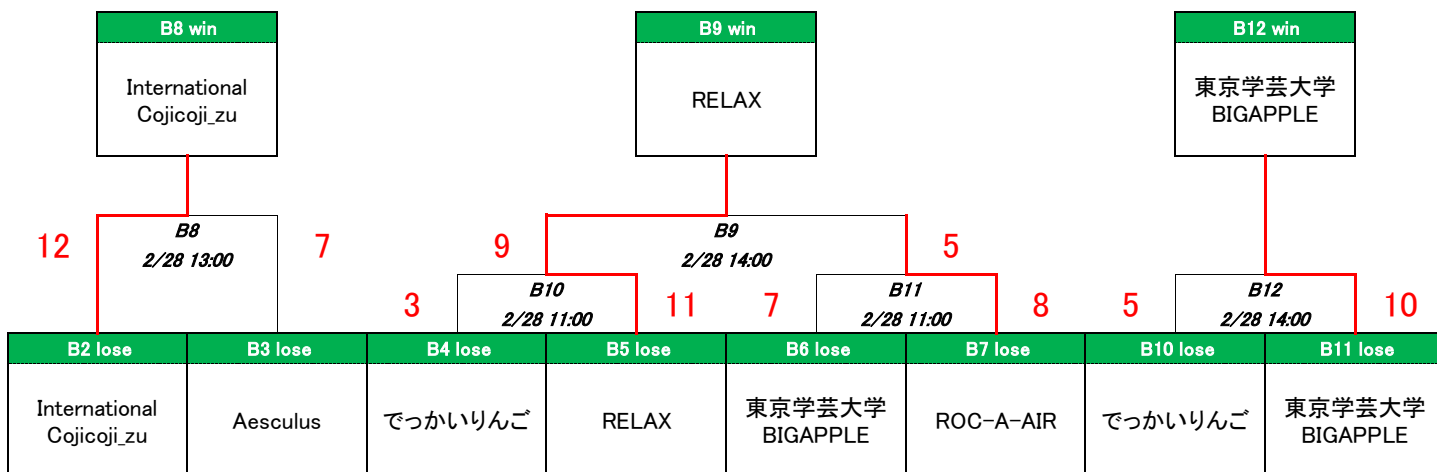 B8 win
B9 win
B12 win
International
Cojicoji_zu
RELAX
東京学芸大学
BIGAPPLE
12
B8
2/28 13:00
7
9
B9
2/28 14:00
5
3
B10
2/28 11:00
11
7
B11
2/28 11:00
8
5
B12
2/28 14:00
10
B2 lose
B3 lose
B4 lose
B5 lose
B6 lose
B7 lose
B10 lose
B11 lose
International
Cojicoji_zu
Aesculus
でっかいりんご
RELAX
東京学芸大学
BIGAPPLE
ROC-A-AIR
でっかいりんご
東京学芸大学
BIGAPPLE